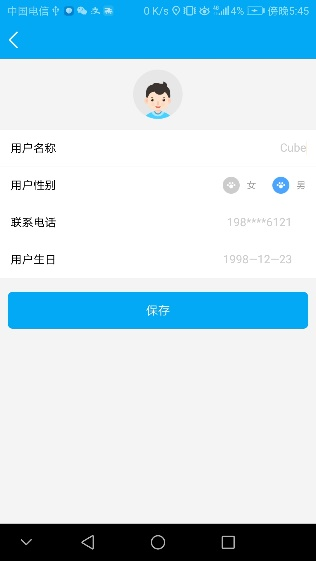 中国电信 0 K/s 4G 4% 傍晚5:45
用户名称 Cube
用户性别 女 男
联系电话 198****6121
用户生日 1998-12-23
保存